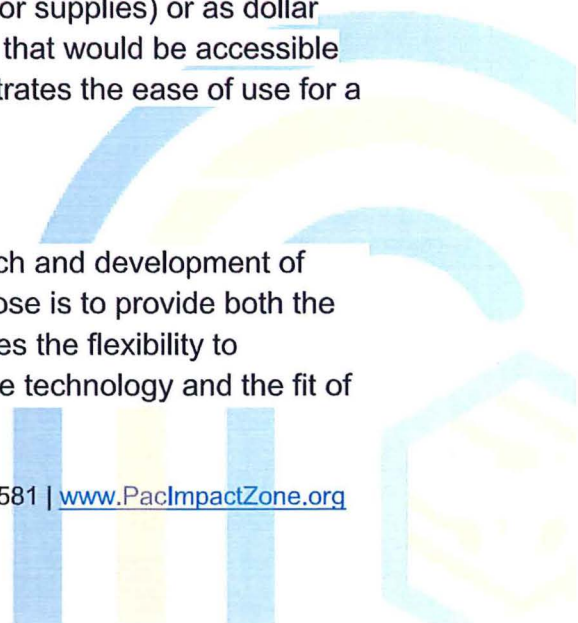 or supplies) or as dollar
that would be accessible
trates the ease of use for a
ch and development of
ose is to provide both the
es the flexibility to
e technology and the fit of
581 | www.PacImpactZone.org